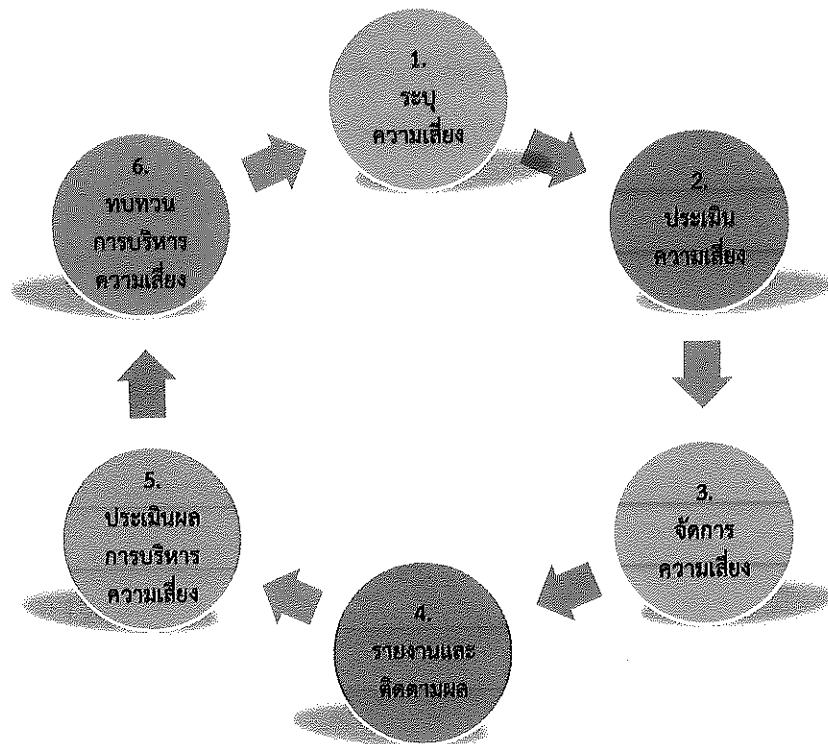 1.
ระบุ
ความเสี่ยง
2.
ประเมิน
ความเสี่ยง
3.
จัดการ
ความเสี่ยง
4.
รายงานและ
ติดตามผล
5.
ประเมินผล
การบริหาร
ความเสี่ยง
6.
ทบทวน
การบริหาร
ความเสี่ยง